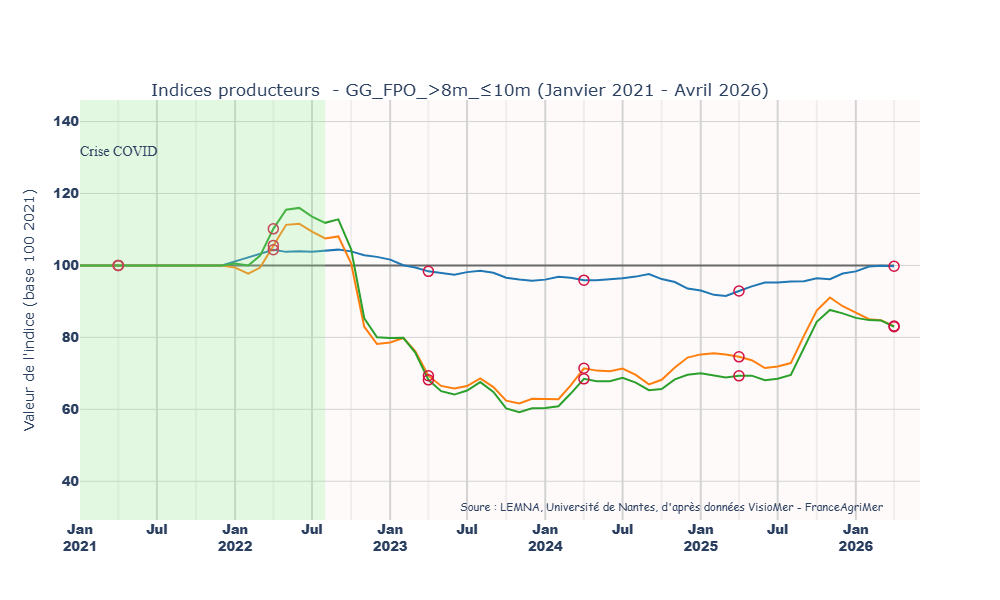 Indices producteurs - GG_FPO_>8m_≤10m (Janvier 2021 - Avril 2026)
140
Crise COVID
120
100
80
60
40
Valeur de l'indice (base 100 2021)
Soure : LEMNA, Université de Nantes, d'après données VisioMer - FranceAgriMer
Jan Jul Jan Jul Jan Jul Jan Jul Jan Jul Jan
2021 2022 2023 2024 2025 2026